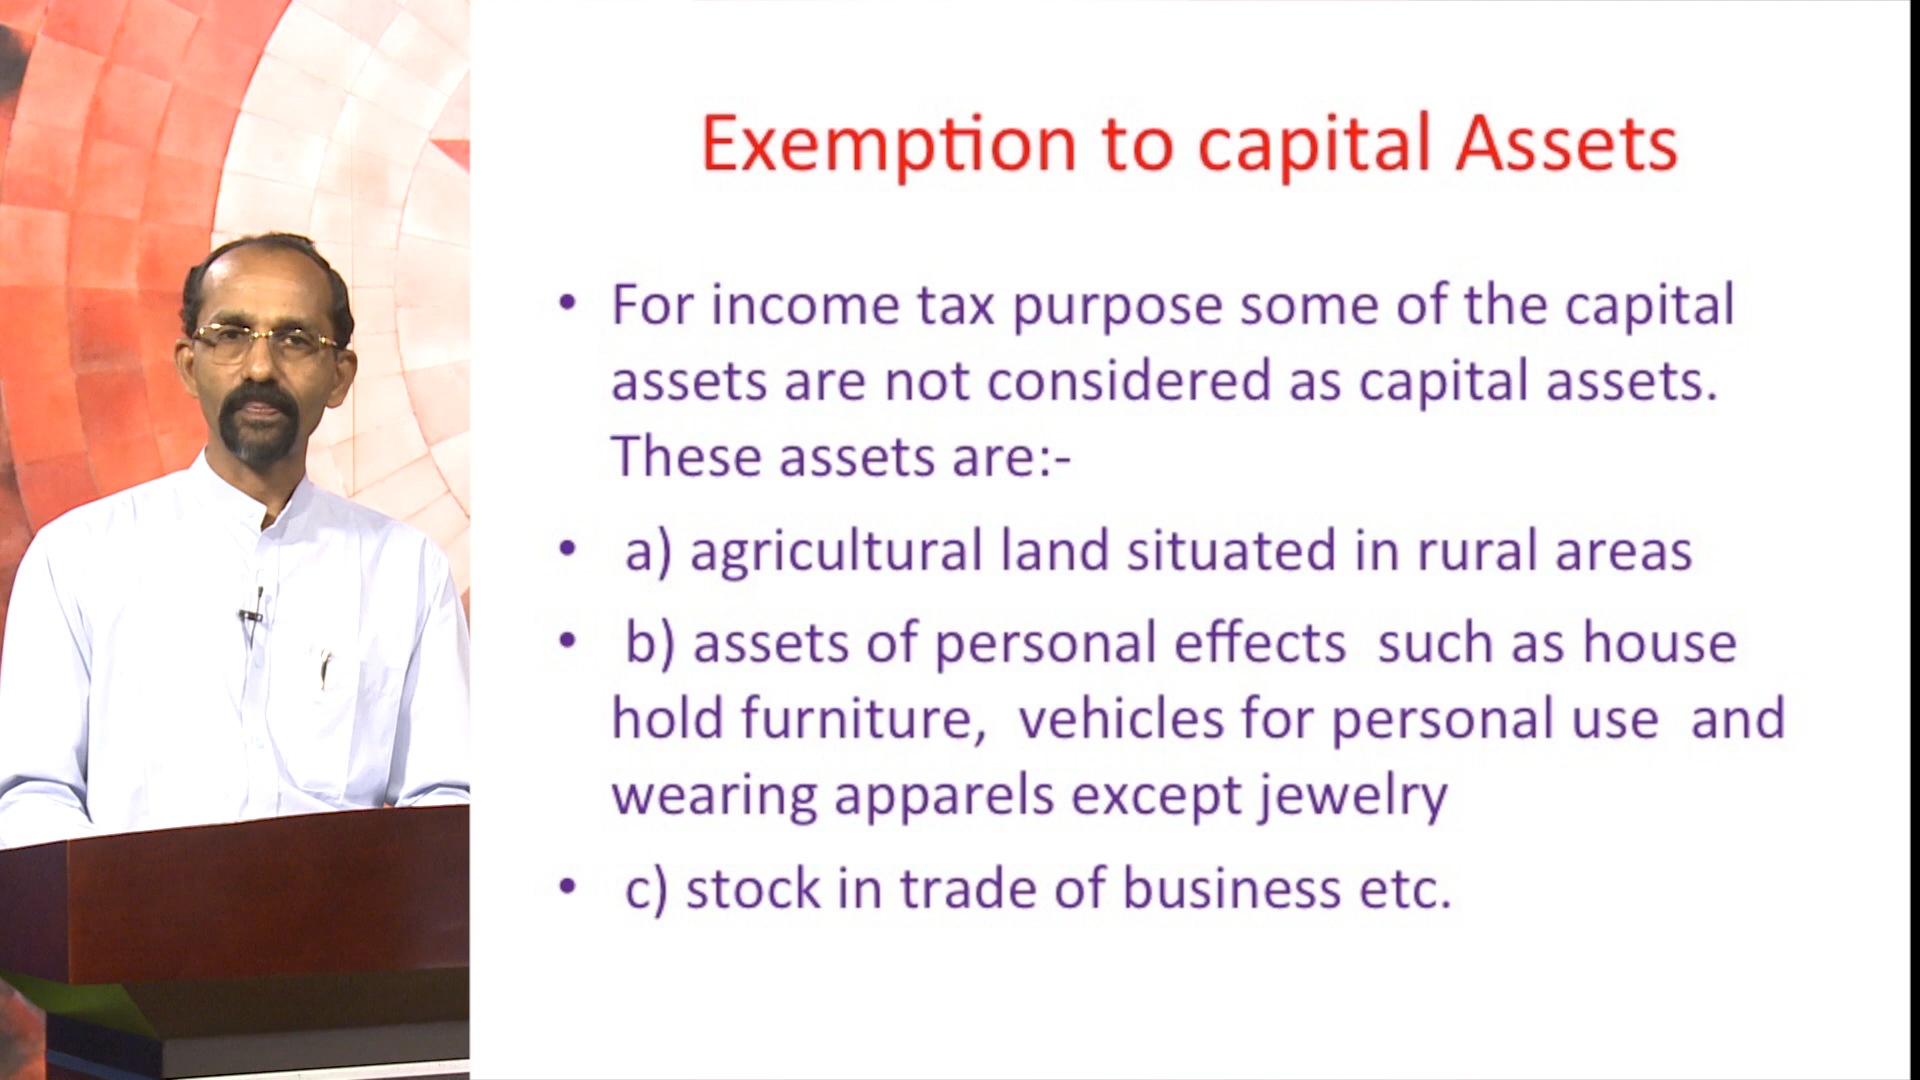 Exemption to capital Assets
• For income tax purpose some of the capital
assets are not considered as capital assets.
These assets are:-
• a) agricultural land situated in rural areas
• b) assets of personal effects such as house
hold furniture, vehicles for personal use and
wearing apparels except jewelry
• c) stock in trade of business etc.